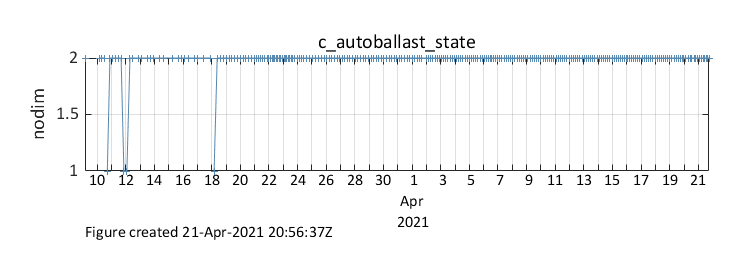 c_autoballast_state
2
1.5
1
nodim
10 12 14 16 18 20 22 24 26 28 30 1 3 5 7 9 11 13 15 17 19 21
Apr
2021
Figure created 21-Apr-2021 20:56:37Z